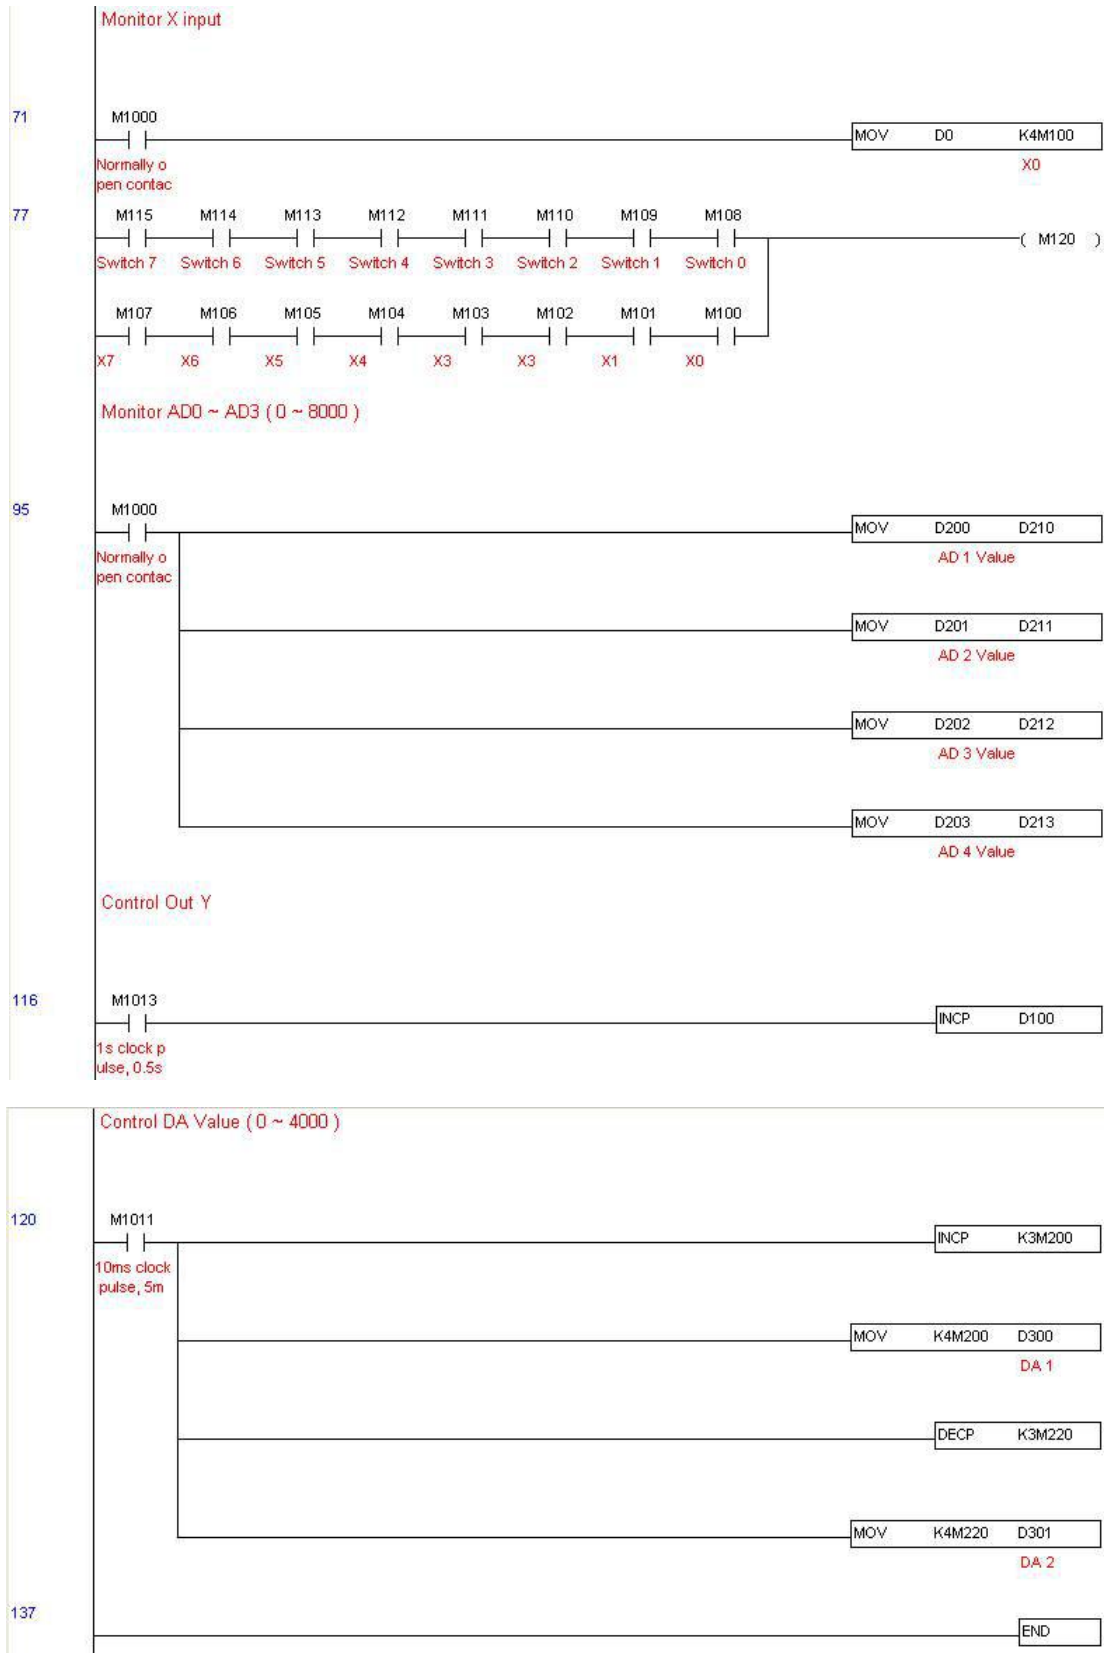 Monitor X input
71
M1000
MOV D0 K4M100
Normally o
pen contac
X0
77
M115 M114 M113 M112 M111 M110 M109 M108
( M120 )
Switch 7 Switch 6 Switch 5 Switch 4 Switch 3 Switch 2 Switch 1 Switch 0
M107 M106 M105 M104 M103 M102 M101 M100
X7 X6 X5 X4 X3 X3 X1 X0
Monitor AD0 ~ AD3 ( 0 ~ 8000 )
95
M1000
MOV D200 D210
Normally o
pen contac
AD 1 Value
MOV D201 D211
AD 2 Value
MOV D202 D212
AD 3 Value
MOV D203 D213
AD 4 Value
Control Out Y
116
M1013
INCP D100
1s clock p
ulse, 0.5s
Control DA Value ( 0 ~ 4000 )
120
M1011
INCP K3M200
10ms clock
pulse, 5m
MOV K4M200 D300
DA 1
DECP K3M220
MOV K4M220 D301
DA 2
137
END